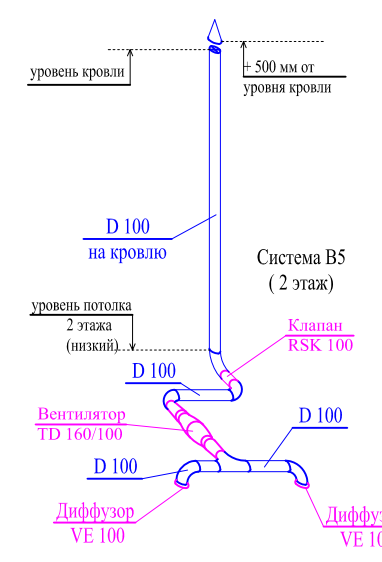 уровень кровли
+ 500 мм от
уровня кровли
D 100
на кровлю
Система В5
( 2 этаж)
уровень потолка
2 этажа
(низкий)
Клапан
RSK 100
D 100
Вентилятор
TD 160/100
D 100
D 100
Диффузор
VE 100
Диффуз
VE 10